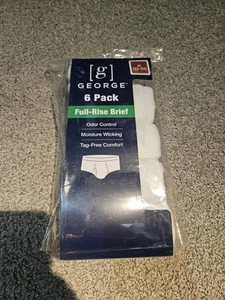 [g]
GEORGE
6 Pack
Full-Rise Brief
Odor Control
Moisture Wicking
Tag-Free Comfort